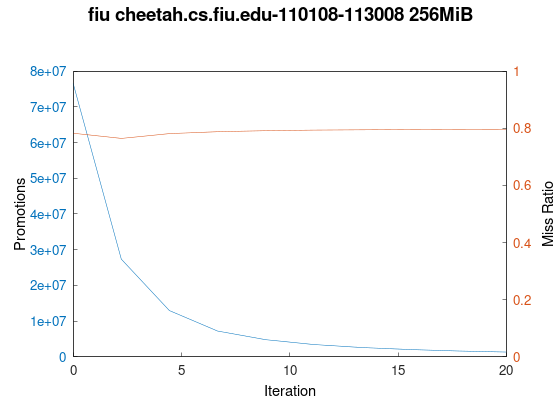 fiu cheetah.cs.fiu.edu-110108-113008 256MiB
8e+07
7e+07
6e+07
5e+07
4e+07
3e+07
2e+07
1e+07
0
Promotions
1
0.8
0.6
0.4
0.2
0
Miss Ratio
0 5 10 15 20
Iteration